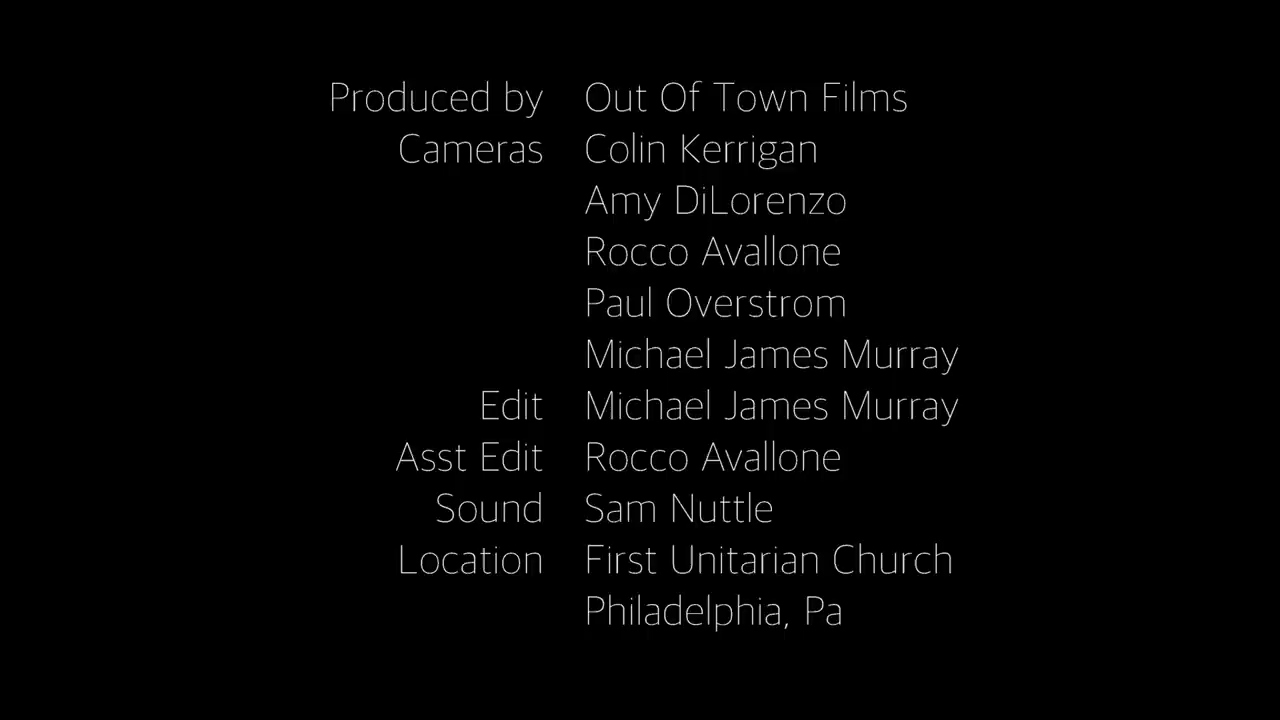 Produced by Out Of Town Films
Cameras Colin Kerrigan
Amy DiLorenzo
Rocco Avallone
Paul Overstrom
Michael James Murray
Edit Michael James Murray
Asst Edit Rocco Avallone
Sound Sam Nuttle
Location First Unitarian Church
Philadelphia, Pa